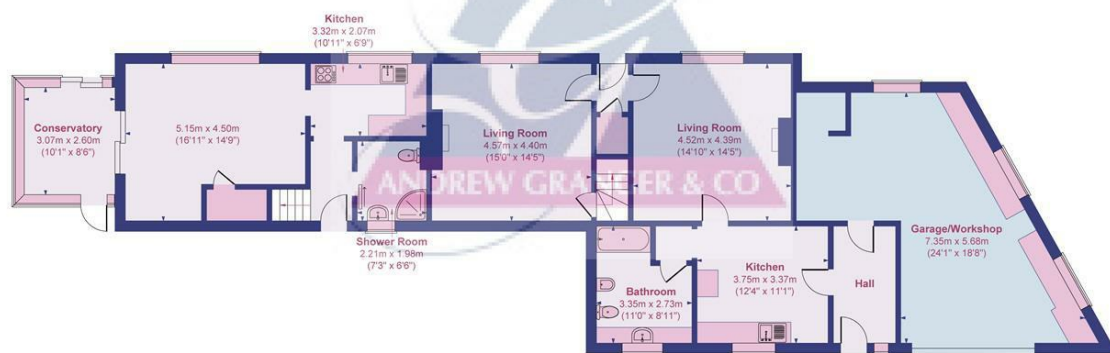 Kitchen
3.32m x 2.07m
(10'11" x 6'9")
Conservatory
3.07m x 2.60m
(10'1" x 8'6")
5.15m x 4.50m
(16'11" x 14'9")
Living Room
4.57m x 4.40m
(15'0" x 14'5")
Living Room
4.52m x 4.39m
(14'10" x 14'5")
ANDREW GRANGER & CO
Shower Room
2.21m x 1.98m
(7'3" x 6'6")
Garage/Workshop
7.35m x 5.68m
(24'1" x 18'8")
Kitchen
3.75m x 3.37m
(12'4" x 11'1")
Hall
Bathroom
3.35m x 2.73m
(11'0" x 8'11")